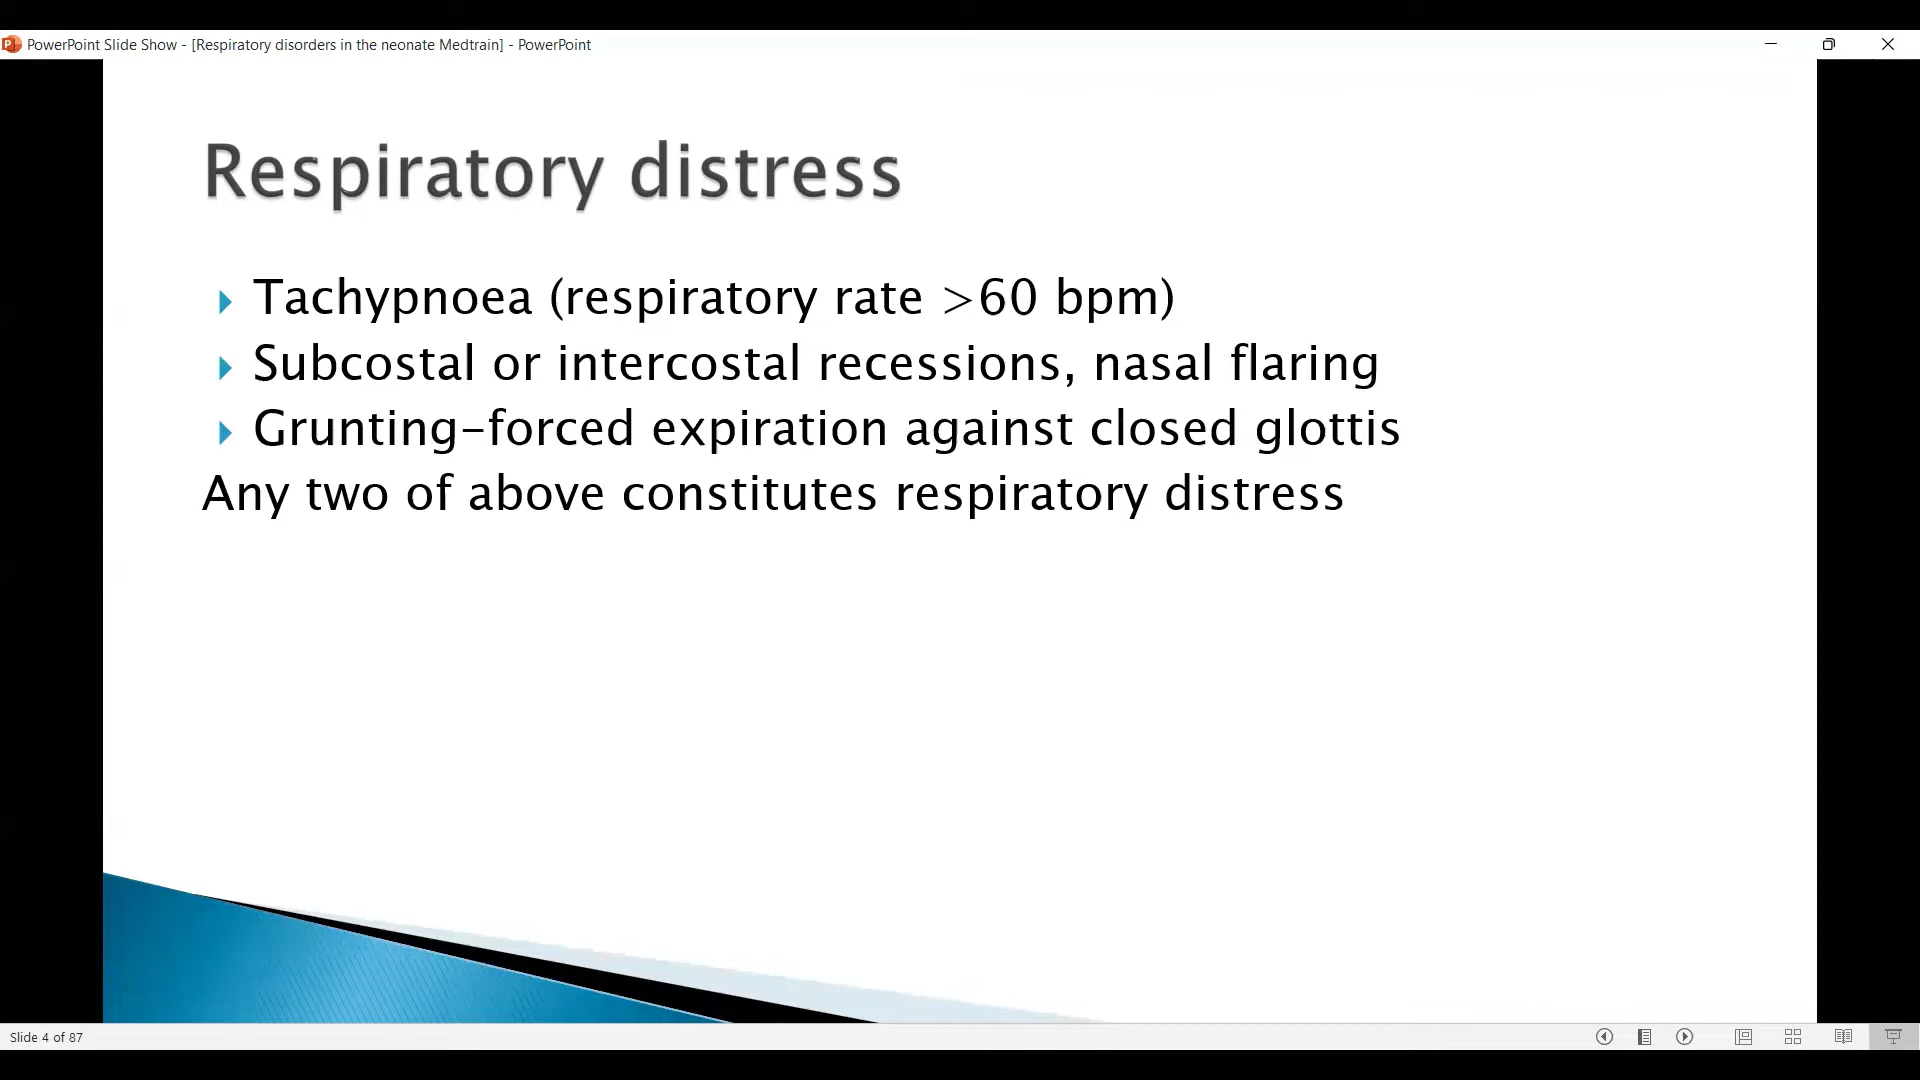 PowerPoint Slide Show - [Respiratory disorders in the neonate Medtrain] - PowerPoint
Respiratory distress
Tachypnoea (respiratory rate >60 bpm)
Subcostal or intercostal recessions, nasal flaring
Grunting-forced expiration against closed glottis
Any two of above constitutes respiratory distress
Slide 4 of 87